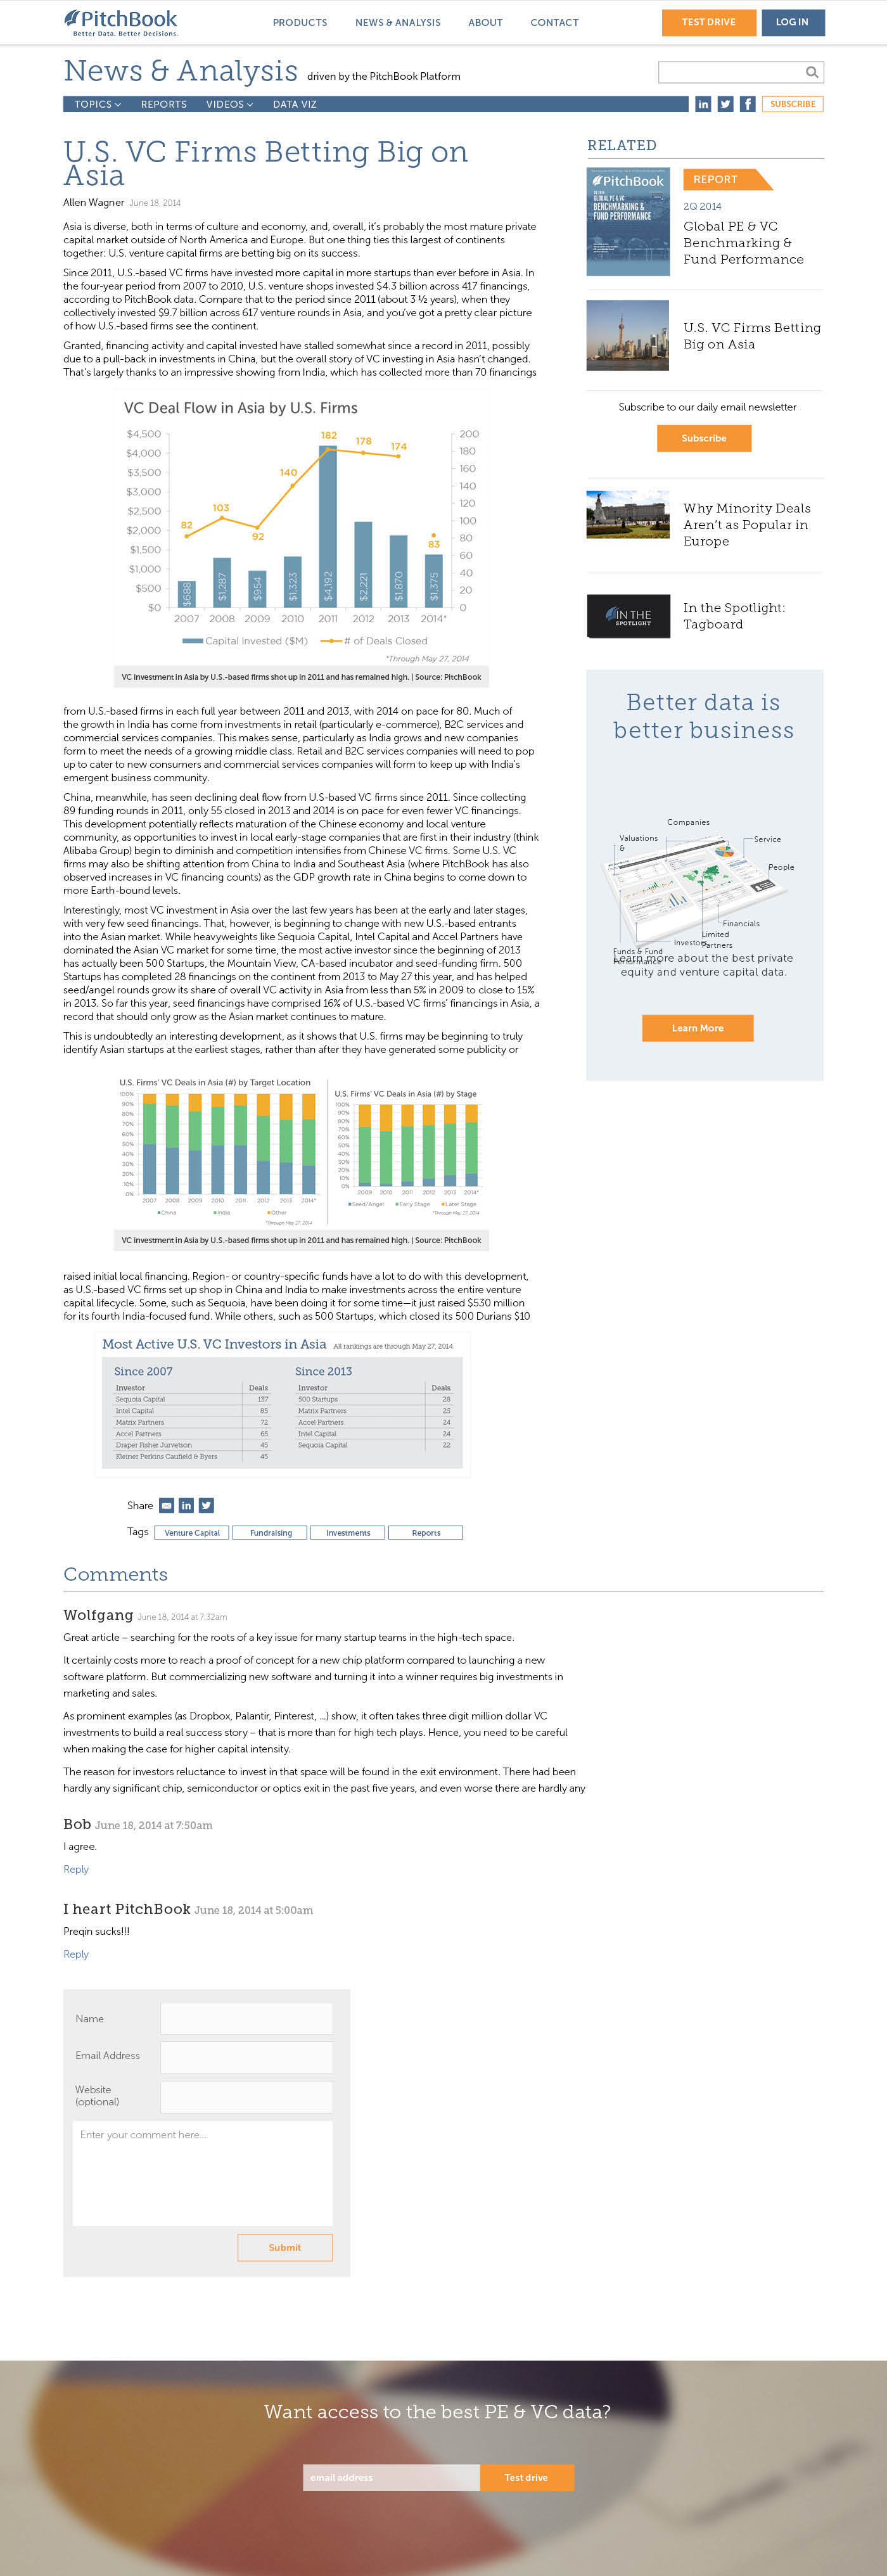 PitchBook
Better Data. Better Decisions.
PRODUCTS
NEWS & ANALYSIS
ABOUT
CONTACT
TEST DRIVE
LOG IN
News & Analysis driven by the PitchBook Platform
TOPICS
REPORTS
VIDEOS
DATA VIZ
SUBSCRIBE
U.S. VC Firms Betting Big on
Asia
Allen Wagner June 18, 2014
Asia is diverse, both in terms of culture and economy, and, overall, it's probably the most mature private
capital market outside of North America and Europe. But one thing ties this largest of continents
together: U.S. venture capital firms are betting big on its success.
Since 2011, U.S.-based VC firms have invested more capital in more startups than ever before in Asia. In
the four-year period from 2007 to 2010, U.S. venture shops invested $4.3 billion across 417 financings,
according to PitchBook data. Compare that to the period since 2011 (about 3 ½ years), when they
collectively invested $9.7 billion across 617 venture rounds in Asia, and you've got a pretty clear picture
of how U.S.-based firms see the continent.
Granted, financing activity and capital invested have stalled somewhat since a record in 2011, possibly
due to a pull-back in investments in China, but the overall story of VC investing in Asia hasn't changed.
That's largely thanks to an impressive showing from India, which has collected more than 70 financings
VC Deal Flow in Asia by U.S. Firms
$4,500
$4,000
$3,500
$3,000
$2,500
$2,000
$1,500
$1,000
$500
$0
82
103
92
140
182
178
174
83
$688
$1,287
$954
$1,323
$4,192
$2,221
$1,870
$1,375
200
180
160
140
120
100
80
60
40
20
0
2007 2008 2009 2010 2011 2012 2013 2014*
Capital Invested ($M) # of Deals Closed
*Through May 27, 2014
VC investment in Asia by U.S.-based firms shot up in 2011 and has remained high. | Source: PitchBook
from U.S.-based firms in each full year between 2011 and 2013, with 2014 on pace for 80. Much of
the growth in India has come from investments in retail (particularly e-commerce), B2C services and
commercial services companies. This makes sense, particularly as India grows and new companies
form to meet the needs of a growing middle class. Retail and B2C services companies will need to pop
up to cater to new consumers and commercial services companies will form to keep up with India's
emergent business community.
China, meanwhile, has seen declining deal flow from U.S-based VC firms since 2011. Since collecting
89 funding rounds in 2011, only 55 closed in 2013 and 2014 is on pace for even fewer VC financings.
This development potentially reflects maturation of the Chinese economy and local venture
community, as opportunities to invest in local early-stage companies that are first in their industry (think
Alibaba Group) begin to diminish and competition intensifies from Chinese VC firms. Some U.S. VC
firms may also be shifting attention from China to India and Southeast Asia (where PitchBook has also
observed increases in VC financing counts) as the GDP growth rate in China begins to come down to
more Earth-bound levels.
Interestingly, most VC investment in Asia over the last few years has been at the early and later stages,
with very few seed financings. That, however, is beginning to change with new U.S.-based entrants
into the Asian market. While heavyweights like Sequoia Capital, Intel Capital and Accel Partners have
dominated the Asian VC market for some time, the most active investor since the beginning of 2013
has actually been 500 Startups, the Mountain View, CA-based incubator and seed-funding firm. 500
Startups has completed 28 financings on the continent from 2013 to May 27 this year, and has helped
seed/angel rounds grow its share of overall VC activity in Asia from less than 5% in 2009 to close to 15%
in 2013. So far this year, seed financings have comprised 16% of U.S.-based VC firms' financings in Asia, a
record that should only grow as the Asian market continues to mature.
This is undoubtedly an interesting development, as it shows that U.S. firms may be beginning to truly
identify Asian startups at the earliest stages, rather than after they have generated some publicity or
U.S. Firms' VC Deals in Asia (#) by Target Location
100%
90%
80%
70%
60%
50%
40%
30%
20%
10%
0%
2007 2008 2009 2010 2011 2012 2013 2014*
China India Other
*Through May 27, 2014
U.S. Firms' VC Deals in Asia (#) by Stage
100%
90%
80%
70%
60%
50%
40%
30%
20%
10%
0%
2009 2010 2011 2012 2013 2014*
Seed/Angel Early Stage Later Stage
*Through May 27, 2014
VC investment in Asia by U.S.-based firms shot up in 2011 and has remained high. | Source: PitchBook
raised initial local financing. Region- or country-specific funds have a lot to do with this development,
as U.S.-based VC firms set up shop in China and India to make investments across the entire venture
capital lifecycle. Some, such as Sequoia, have been doing it for some time—it just raised $530 million
for its fourth India-focused fund. While others, such as 500 Startups, which closed its 500 Durians $10
Most Active U.S. VC Investors in Asia All rankings are through May 27, 2014
Since 2007
Investor Deals
Sequoia Capital 137
Intel Capital 85
Matrix Partners 72
Accel Partners 65
Draper Fisher Jurvetson 45
Kleiner Perkins Caufield & Byers 45
Since 2013
Investor Deals
500 Startups 28
Matrix Partners 25
Accel Partners 24
Intel Capital 24
Sequoia Capital 22
Share
Tags Venture Capital Fundraising Investments Reports
RELATED
PitchBook
GLOBAL PE & VC
BENCHMARKING &
FUND PERFORMANCE
REPORT
2Q 2014
Global PE & VC
Benchmarking &
Fund Performance
U.S. VC Firms Betting
Big on Asia
Subscribe to our daily email newsletter
Subscribe
Why Minority Deals
Aren't as Popular in
Europe
IN THE
SPOTLIGHT
In the Spotlight:
Tagboard
Better data is
better business
Companies
Valuations
&
Service
People
Financials
Limited
Partners
Investors
Funds & Fund
Performance
Learn more about the best private
equity and venture capital data.
Learn More
Comments
Wolfgang June 18, 2014 at 7:32am
Great article – searching for the roots of a key issue for many startup teams in the high-tech space.
It certainly costs more to reach a proof of concept for a new chip platform compared to launching a new
software platform. But commercializing new software and turning it into a winner requires big investments in
marketing and sales.
As prominent examples (as Dropbox, Palantir, Pinterest, ...) show, it often takes three digit million dollar VC
investments to build a real success story – that is more than for high tech plays. Hence, you need to be careful
when making the case for higher capital intensity.
The reason for investors reluctance to invest in that space will be found in the exit environment. There had been
hardly any significant chip, semiconductor or optics exit in the past five years, and even worse there are hardly any
Bob June 18, 2014 at 7:50am
I agree.
Reply
I heart PitchBook June 18, 2014 at 5:00am
Preqin sucks!!!
Reply
Name
Email Address
Website
(optional)
Enter your comment here...
Submit
Want access to the best PE & VC data?
email address
Test drive